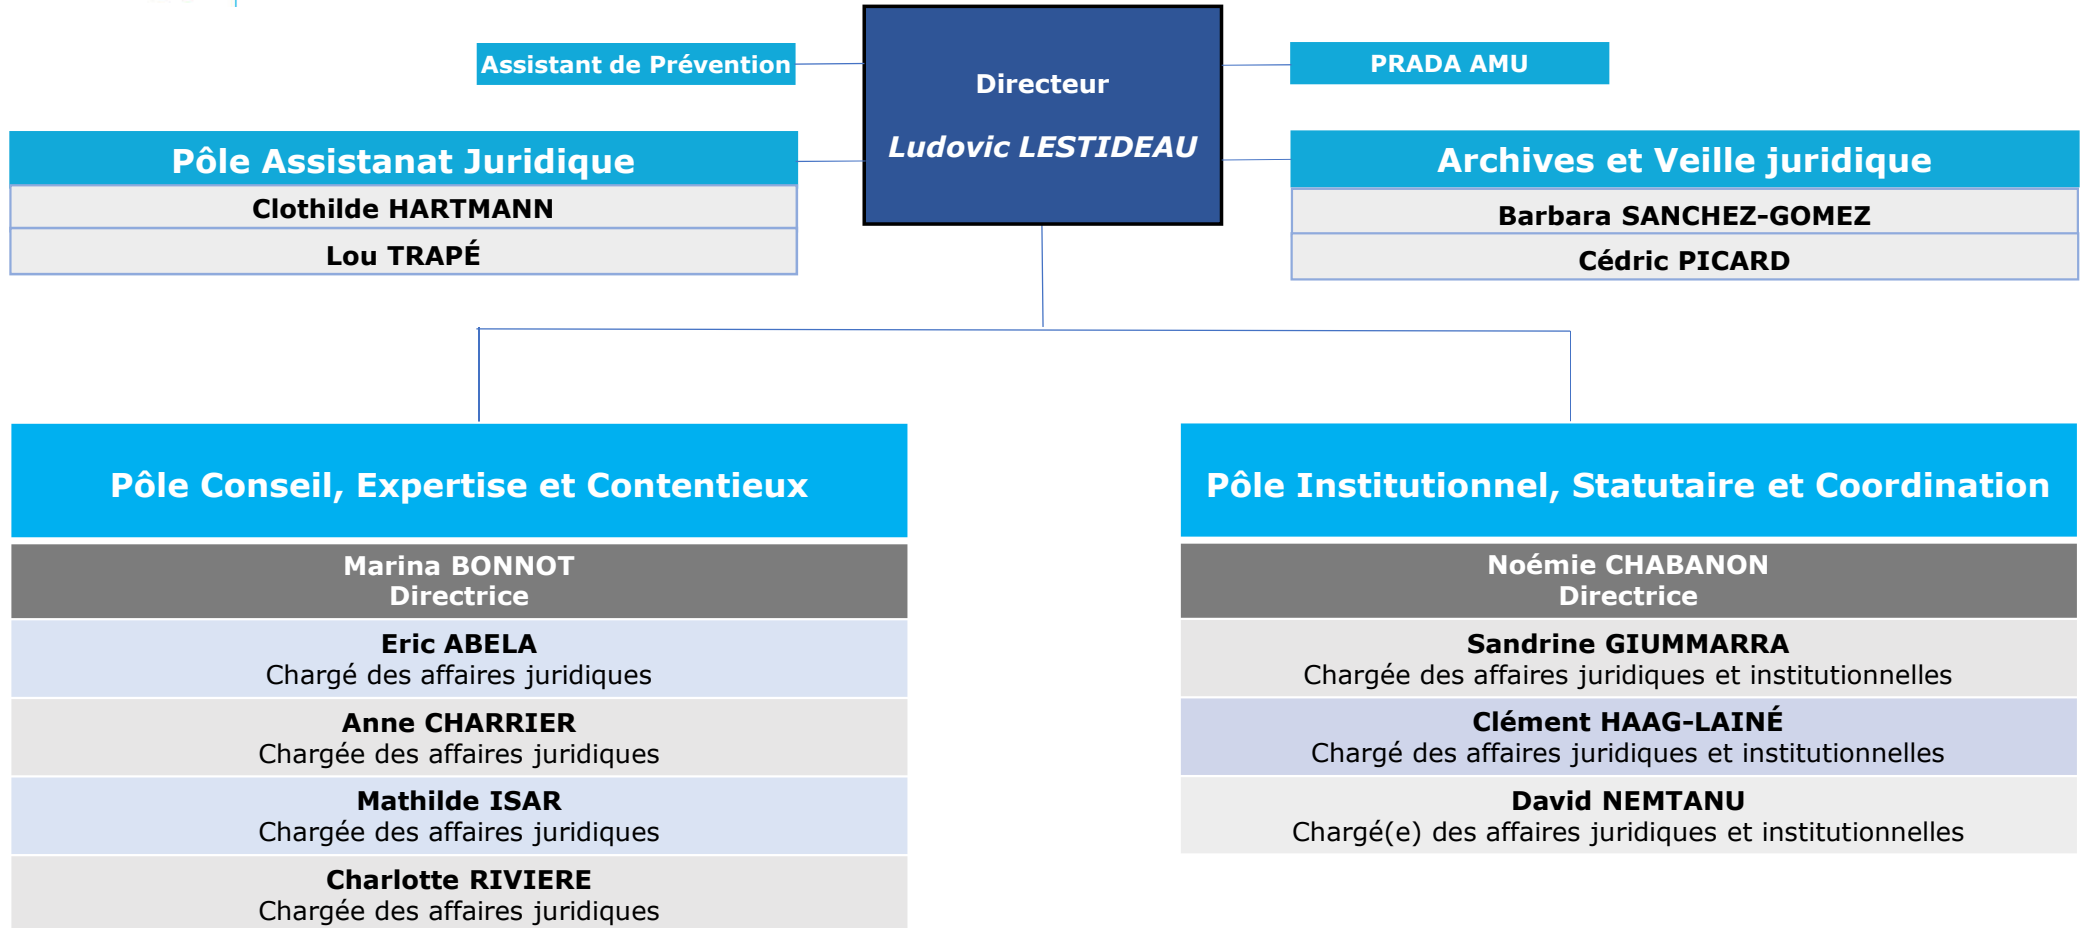 Assistant de Prévention
Directeur
Ludovic LESTIDEAU
PRADA AMU
Pôle Assistanat Juridique
Clothilde HARTMANN
Lou TRAPÉ
Archives et Veille juridique
Barbara SANCHEZ-GOMEZ
Cédric PICARD
Pôle Conseil, Expertise et Contentieux
Marina BONNOT
Directrice
Eric ABELA
Chargé des affaires juridiques
Anne CHARRIER
Chargée des affaires juridiques
Mathilde ISAR
Chargée des affaires juridiques
Charlotte RIVIERE
Chargée des affaires juridiques
Pôle Institutionnel, Statutaire et Coordination
Noémie CHABANON
Directrice
Sandrine GIUMMARRA
Chargée des affaires juridiques et institutionnelles
Clément HAAG-LAINÉ
Chargé des affaires juridiques et institutionnelles
David NEMTANU
Chargé(e) des affaires juridiques et institutionnelles